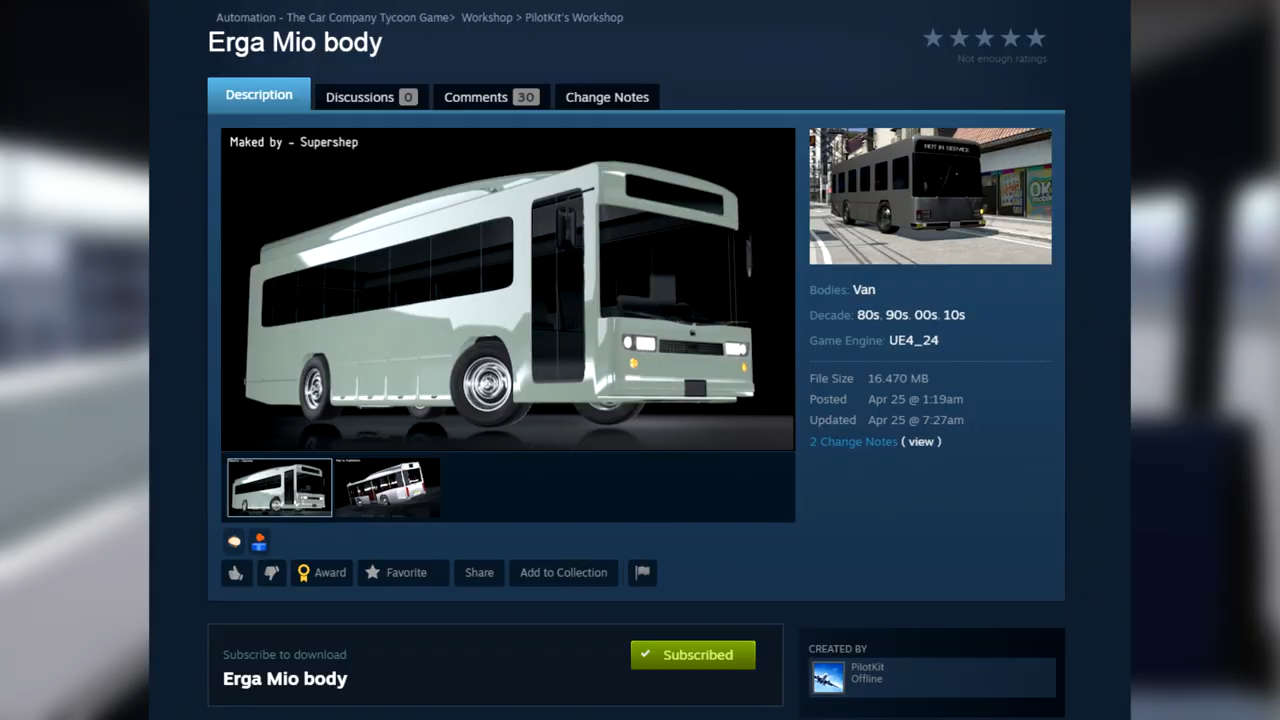 Automation - The Car Company Tycoon Game> Workshop > PilotKit's Workshop
Erga Mio body
Not enough ratings
Description
Discussions 0
Comments 30
Change Notes
Maked by - Supershep
NOT IN SERVICE
Bodies: Van
Decade: 80s, 90s, 00s, 10s
Game Engine: UE4_24
File Size 16.470 MB
Posted Apr 25 @ 1:19am
Updated Apr 25 @ 7:27am
2 Change Notes ( view )
Award
Favorite
Share
Add to Collection
Subscribe to download
Erga Mio body
Subscribed
CREATED BY
PilotKit
Offline